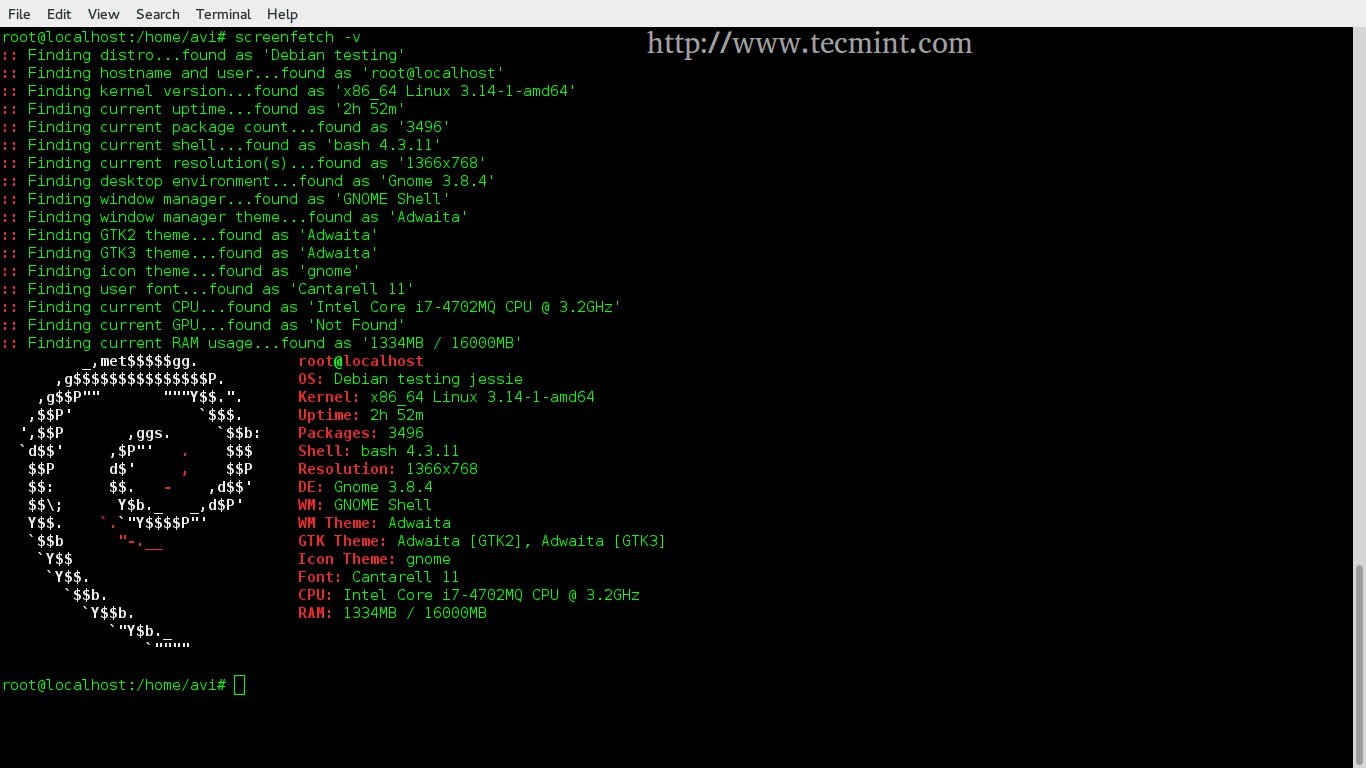 File Edit View Search Terminal Help
http://www.tecmint.com
root@localhost:/home/avi# screenfetch -v
:: Finding distro...found as 'Debian testing'
:: Finding hostname and user...found as 'root@localhost'
:: Finding kernel version...found as 'x86_64 Linux 3.14-1-amd64'
:: Finding current uptime...found as '2h 52m'
:: Finding current package count...found as '3496'
:: Finding current shell...found as 'bash 4.3.11'
:: Finding current resolution(s)...found as '1366x768'
:: Finding desktop environment...found as 'Gnome 3.8.4'
:: Finding window manager...found as 'GNOME Shell'
:: Finding window manager theme...found as 'Adwaita'
:: Finding GTK2 theme...found as 'Adwaita'
:: Finding GTK3 theme...found as 'Adwaita'
:: Finding icon theme...found as 'gnome'
:: Finding user font...found as 'Cantarell 11'
:: Finding current CPU...found as 'Intel Core i7-4702MQ CPU @ 3.2GHz'
:: Finding current GPU...found as 'Not Found'
:: Finding current RAM usage...found as '1334MB / 16000MB'
         _,met$$$$$gg.           root@localhost
      ,g$$$$$$$$$$$$$$$P.        OS: Debian testing jessie
    ,g$$P""       """Y$$.".      Kernel: x86_64 Linux 3.14-1-amd64
   ,$$P'              `$$$.      Uptime: 2h 52m
  ',$$P       ,ggs.     `$$b:    Packages: 3496
  `d$$'     ,$P"'   .    $$$     Shell: bash 4.3.11
   $$P      d$'     ,    $$P     Resolution: 1366x768
   $$:      $$.   -    ,d$$'     DE: Gnome 3.8.4
   $$\;      Y$b._   _,d$P'      WM: GNOME Shell
   Y$$.    `.`"Y$$$$P"'          WM Theme: Adwaita
   `$$b      "-.__               GTK Theme: Adwaita [GTK2], Adwaita [GTK3]
    `Y$$                         Icon Theme: gnome
     `Y$$.                       Font: Cantarell 11
       `$$b.                     CPU: Intel Core i7-4702MQ CPU @ 3.2GHz
         `Y$$b.                  RAM: 1334MB / 16000MB
            `"Y$b._
                `""""
root@localhost:/home/avi#